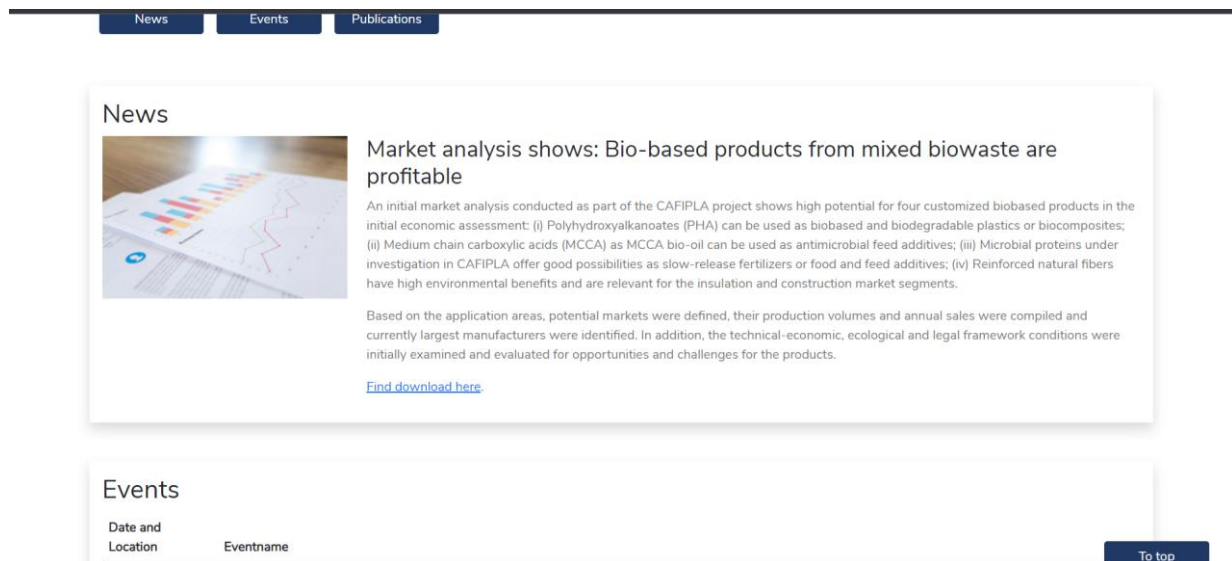 News Events Publications
News
Market analysis shows: Bio-based products from mixed biowaste are
profitable
An initial market analysis conducted as part of the CAFIPLA project shows high potential for four customized biobased products in the
initial economic assessment: (i) Polyhydroxyalkanoates (PHA) can be used as biobased and biodegradable plastics or biocomposites;
(ii) Medium chain carboxylic acids (MCCA) as MCCA bio-oil can be used as antimicrobial feed additives; (iii) Microbial proteins under
investigation in CAFIPLA offer good possibilities as slow-release fertilizers or food and feed additives; (iv) Reinforced natural fibers
have high environmental benefits and are relevant for the insulation and construction market segments.
Based on the application areas, potential markets were defined, their production volumes and annual sales were compiled and
currently largest manufacturers were identified. In addition, the technical-economic, ecological and legal framework conditions were
initially examined and evaluated for opportunities and challenges for the products.
Find download here.
Events
Date and
Location Eventname
To top